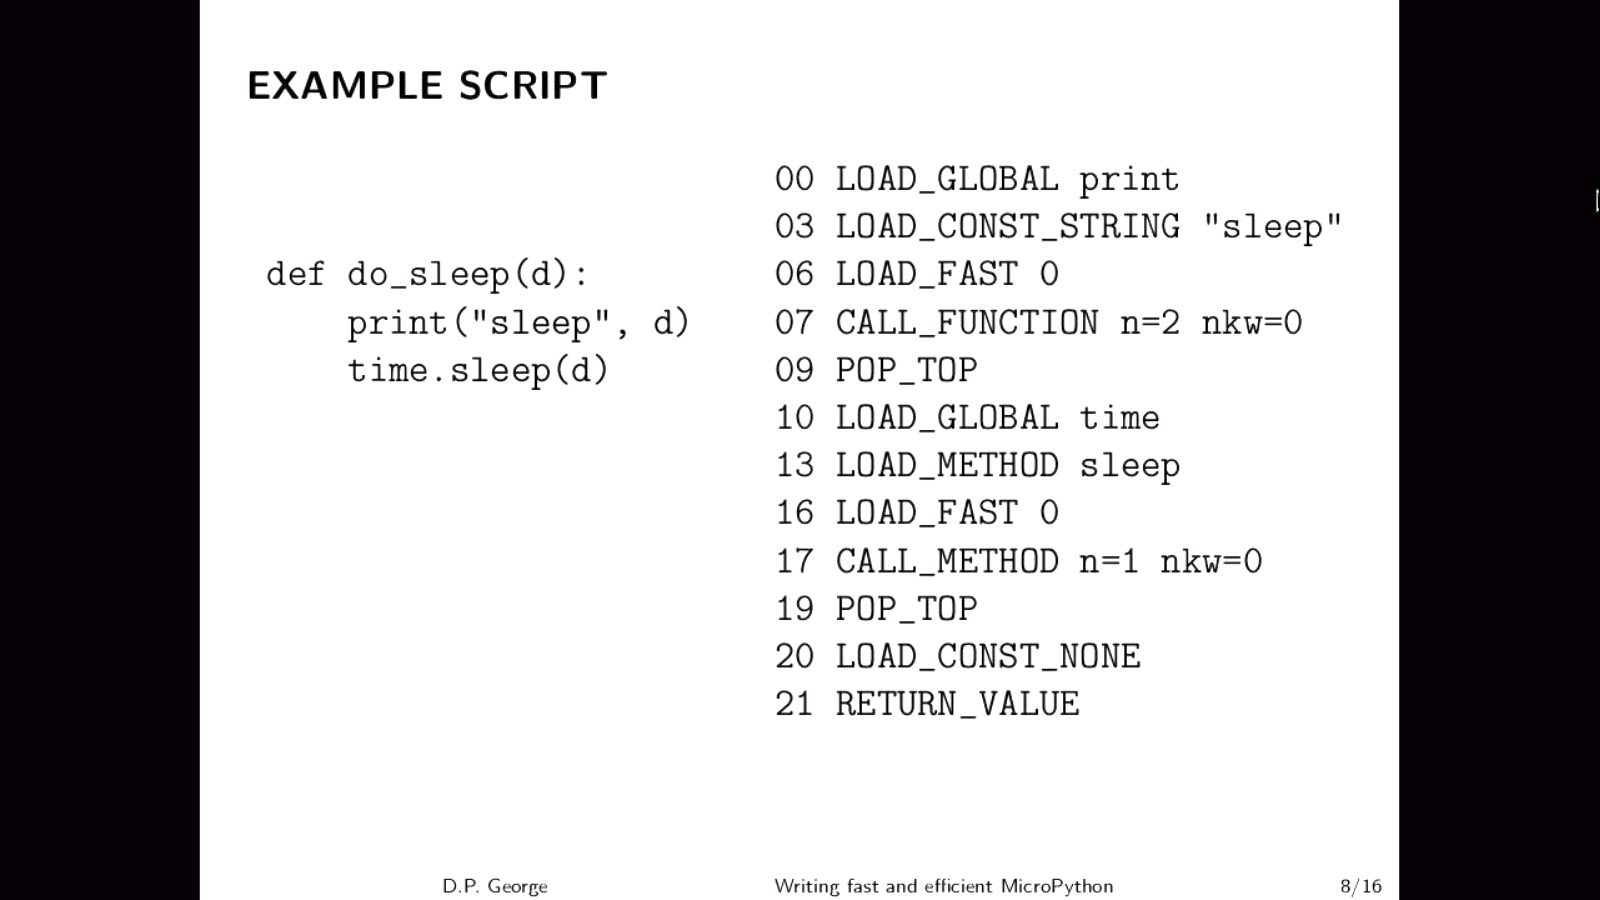 EXAMPLE SCRIPT
def do_sleep(d):
    print("sleep", d)
    time.sleep(d)
00 LOAD_GLOBAL print
03 LOAD_CONST_STRING "sleep"
06 LOAD_FAST 0
07 CALL_FUNCTION n=2 nkw=0
09 POP_TOP
10 LOAD_GLOBAL time
13 LOAD_METHOD sleep
16 LOAD_FAST 0
17 CALL_METHOD n=1 nkw=0
19 POP_TOP
20 LOAD_CONST_NONE
21 RETURN_VALUE
D.P. George
Writing fast and efficient MicroPython
8/16